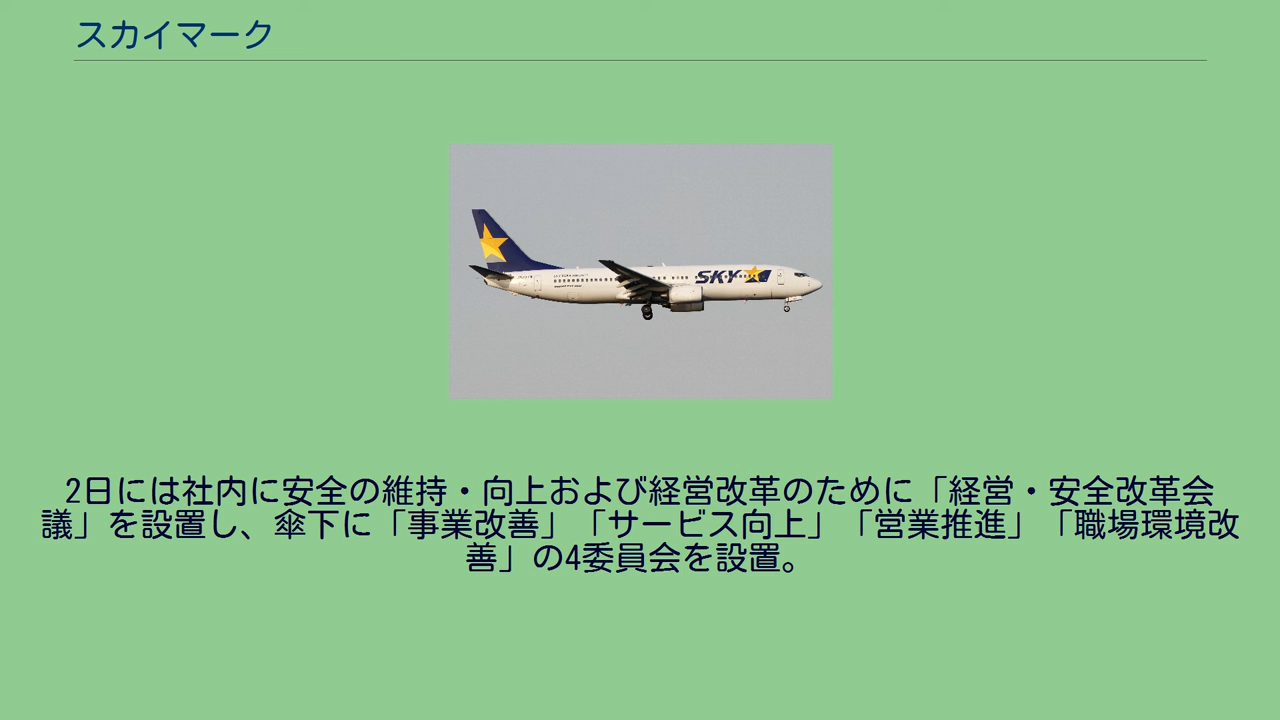 スカイマーク
SKY
2日には社内に安全の維持・向上および経営改革のために「経営・安全改革会
議」を設置し、傘下に「事業改善」「サービス向上」「営業推進」「職場環境改
善」の4委員会を設置。